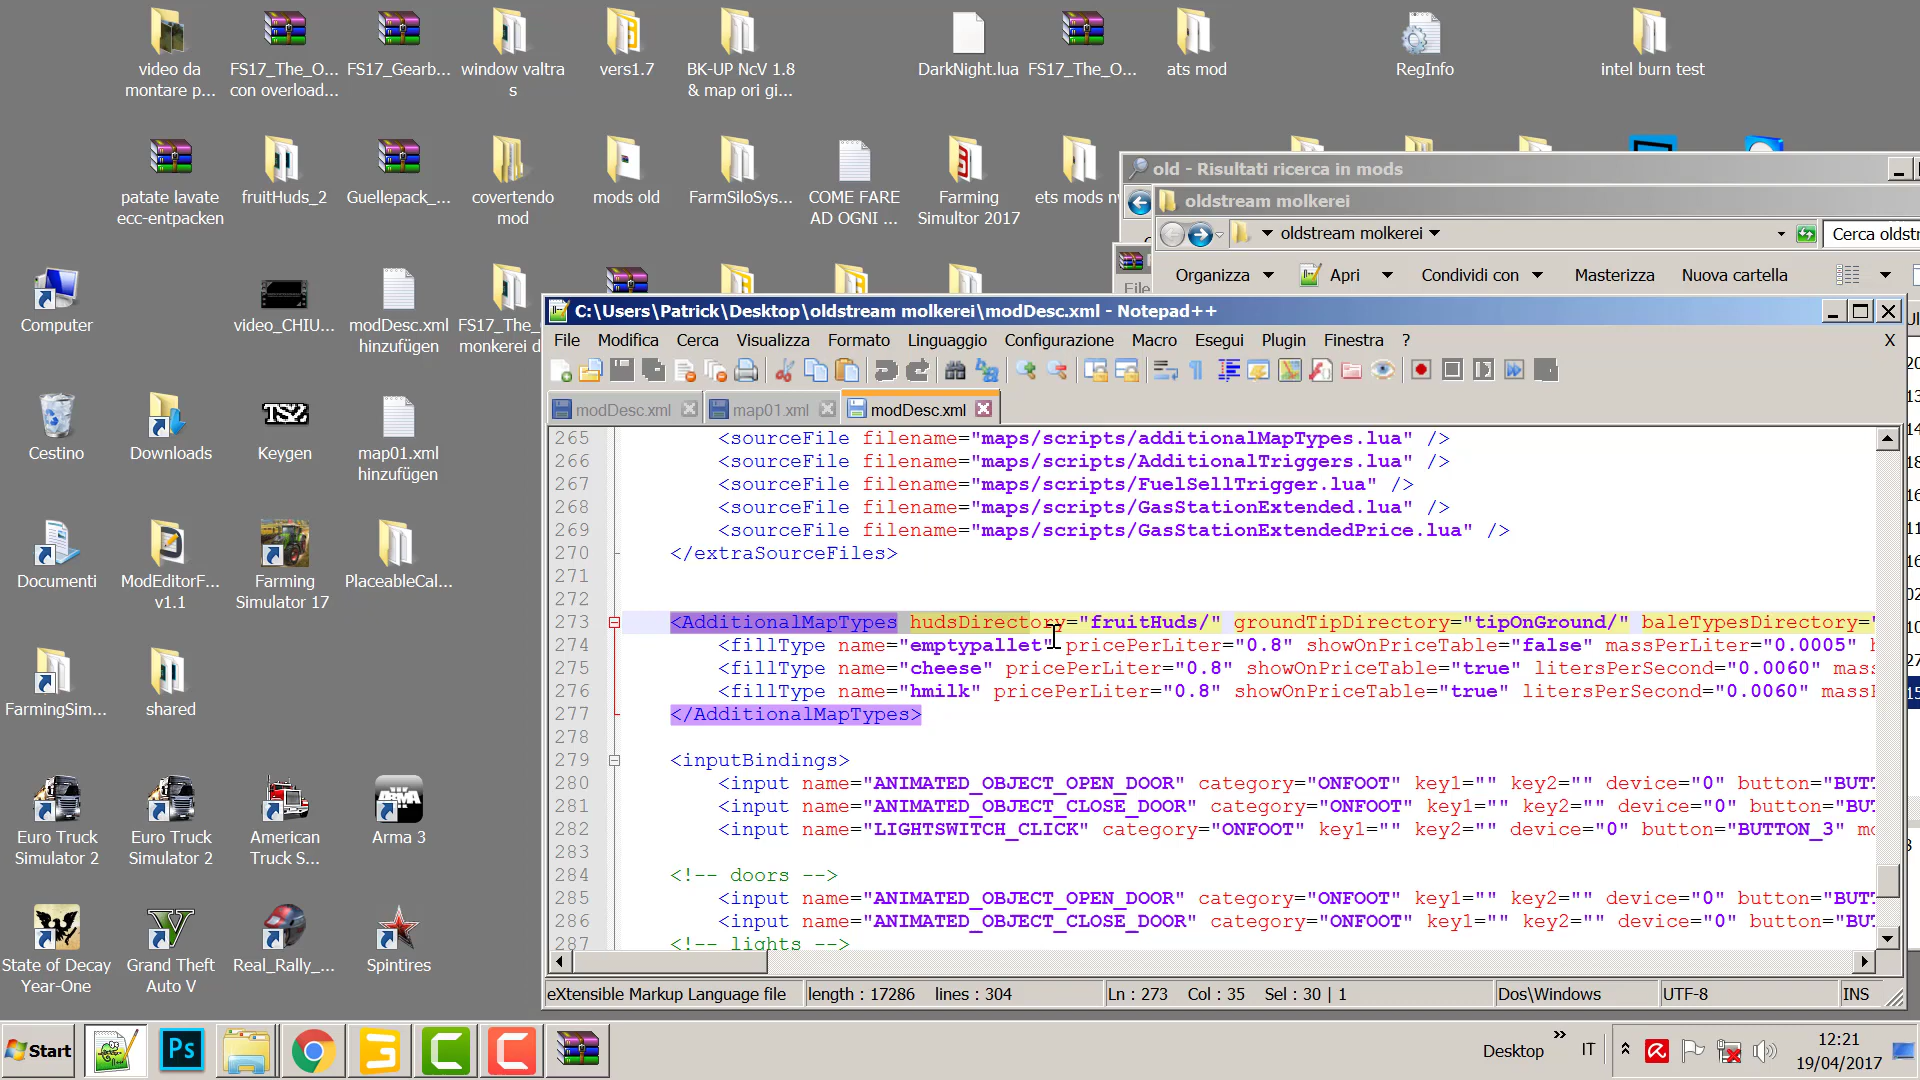 video da
montare p...
FS17_The_O...
con overload...
FS17_Gearb...
window valtra
s
vers1.7
BK-UP NcV 1.8
& map ori gi...
DarkNight.lua
FS17_The_O...
ats mod
RegInfo
intel burn test
patate lavate
ecc-entpacken
fruitHuds_2
Guellepack_...
covertendo
mod
mods old
FarmSiloSys...
COME FARE
AD OGNI ...
Farming
Simultor 2017
ets mods
old - Risultati ricerca in mods
oldstream molkerei
oldstream molkerei
Cerca oldst
Organizza
Apri
Condividi con
Masterizza
Nuova cartella
File
Computer
video_CHIU...
modDesc.xml
hinzufügen
FS17_The_
monkerei d
C:\Users\Patrick\Desktop\oldstream molkerei\modDesc.xml - Notepad++
File Modifica Cerca Visualizza Formato Linguaggio Configurazione Macro Esegui Plugin Finestra ?
X
modDesc.xml
map01.xml
modDesc.xml
265 <sourceFile filename="maps/scripts/additionalMapTypes.lua" />
266 <sourceFile filename="maps/scripts/AdditionalTriggers.lua" />
267 <sourceFile filename="maps/scripts/FuelSellTrigger.lua" />
268 <sourceFile filename="maps/scripts/GasStationExtended.lua" />
269 <sourceFile filename="maps/scripts/GasStationExtendedPrice.lua" />
270 </extraSourceFiles>
271
272
273 <AdditionalMapTypes hudsDirectory="fruitHuds/" groundTipDirectory="tipOnGround/" baleTypesDirectory="
274 <fillType name="emptypallet" pricePerLiter="0.8" showOnPriceTable="false" massPerLiter="0.0005" h
275 <fillType name="cheese" pricePerLiter="0.8" showOnPriceTable="true" litersPerSecond="0.0060" mas
276 <fillType name="hmilk" pricePerLiter="0.8" showOnPriceTable="true" litersPerSecond="0.0060" mass
277 </AdditionalMapTypes>
278
279 <inputBindings>
280 <input name="ANIMATED_OBJECT_OPEN_DOOR" category="ONFOOT" key1="" key2="" device="0" button="BUT
281 <input name="ANIMATED_OBJECT_CLOSE_DOOR" category="ONFOOT" key1="" key2="" device="0" button="BU
282 <input name="LIGHTSWITCH_CLICK" category="ONFOOT" key1="" key2="" device="0" button="BUTTON_3" mo
283
284 <!-- doors -->
285 <input name="ANIMATED_OBJECT_OPEN_DOOR" category="ONFOOT" key1="" key2="" device="0" button="BUT
286 <input name="ANIMATED_OBJECT_CLOSE_DOOR" category="ONFOOT" key1="" key2="" device="0" button="BU
287 <!-- lights -->
eXtensible Markup Language file
length : 17286 lines : 304
Ln : 273 Col : 35 Sel : 30 | 1
Dos\Windows
UTF-8
INS
Cestino
Downloads
Keygen
map01.xml
hinzufügen
Documenti
ModEditorF...
v1.1
Farming
Simulator 17
PlaceableCal...
FarmingSim...
shared
Euro Truck
Simulator 2
Euro Truck
Simulator 2
American
Truck S...
Arma 3
State of Decay
Year-One
Grand Theft
Auto V
Real_Rally_...
Spintires
Start
Ps
Desktop
IT
12:21
19/04/2017